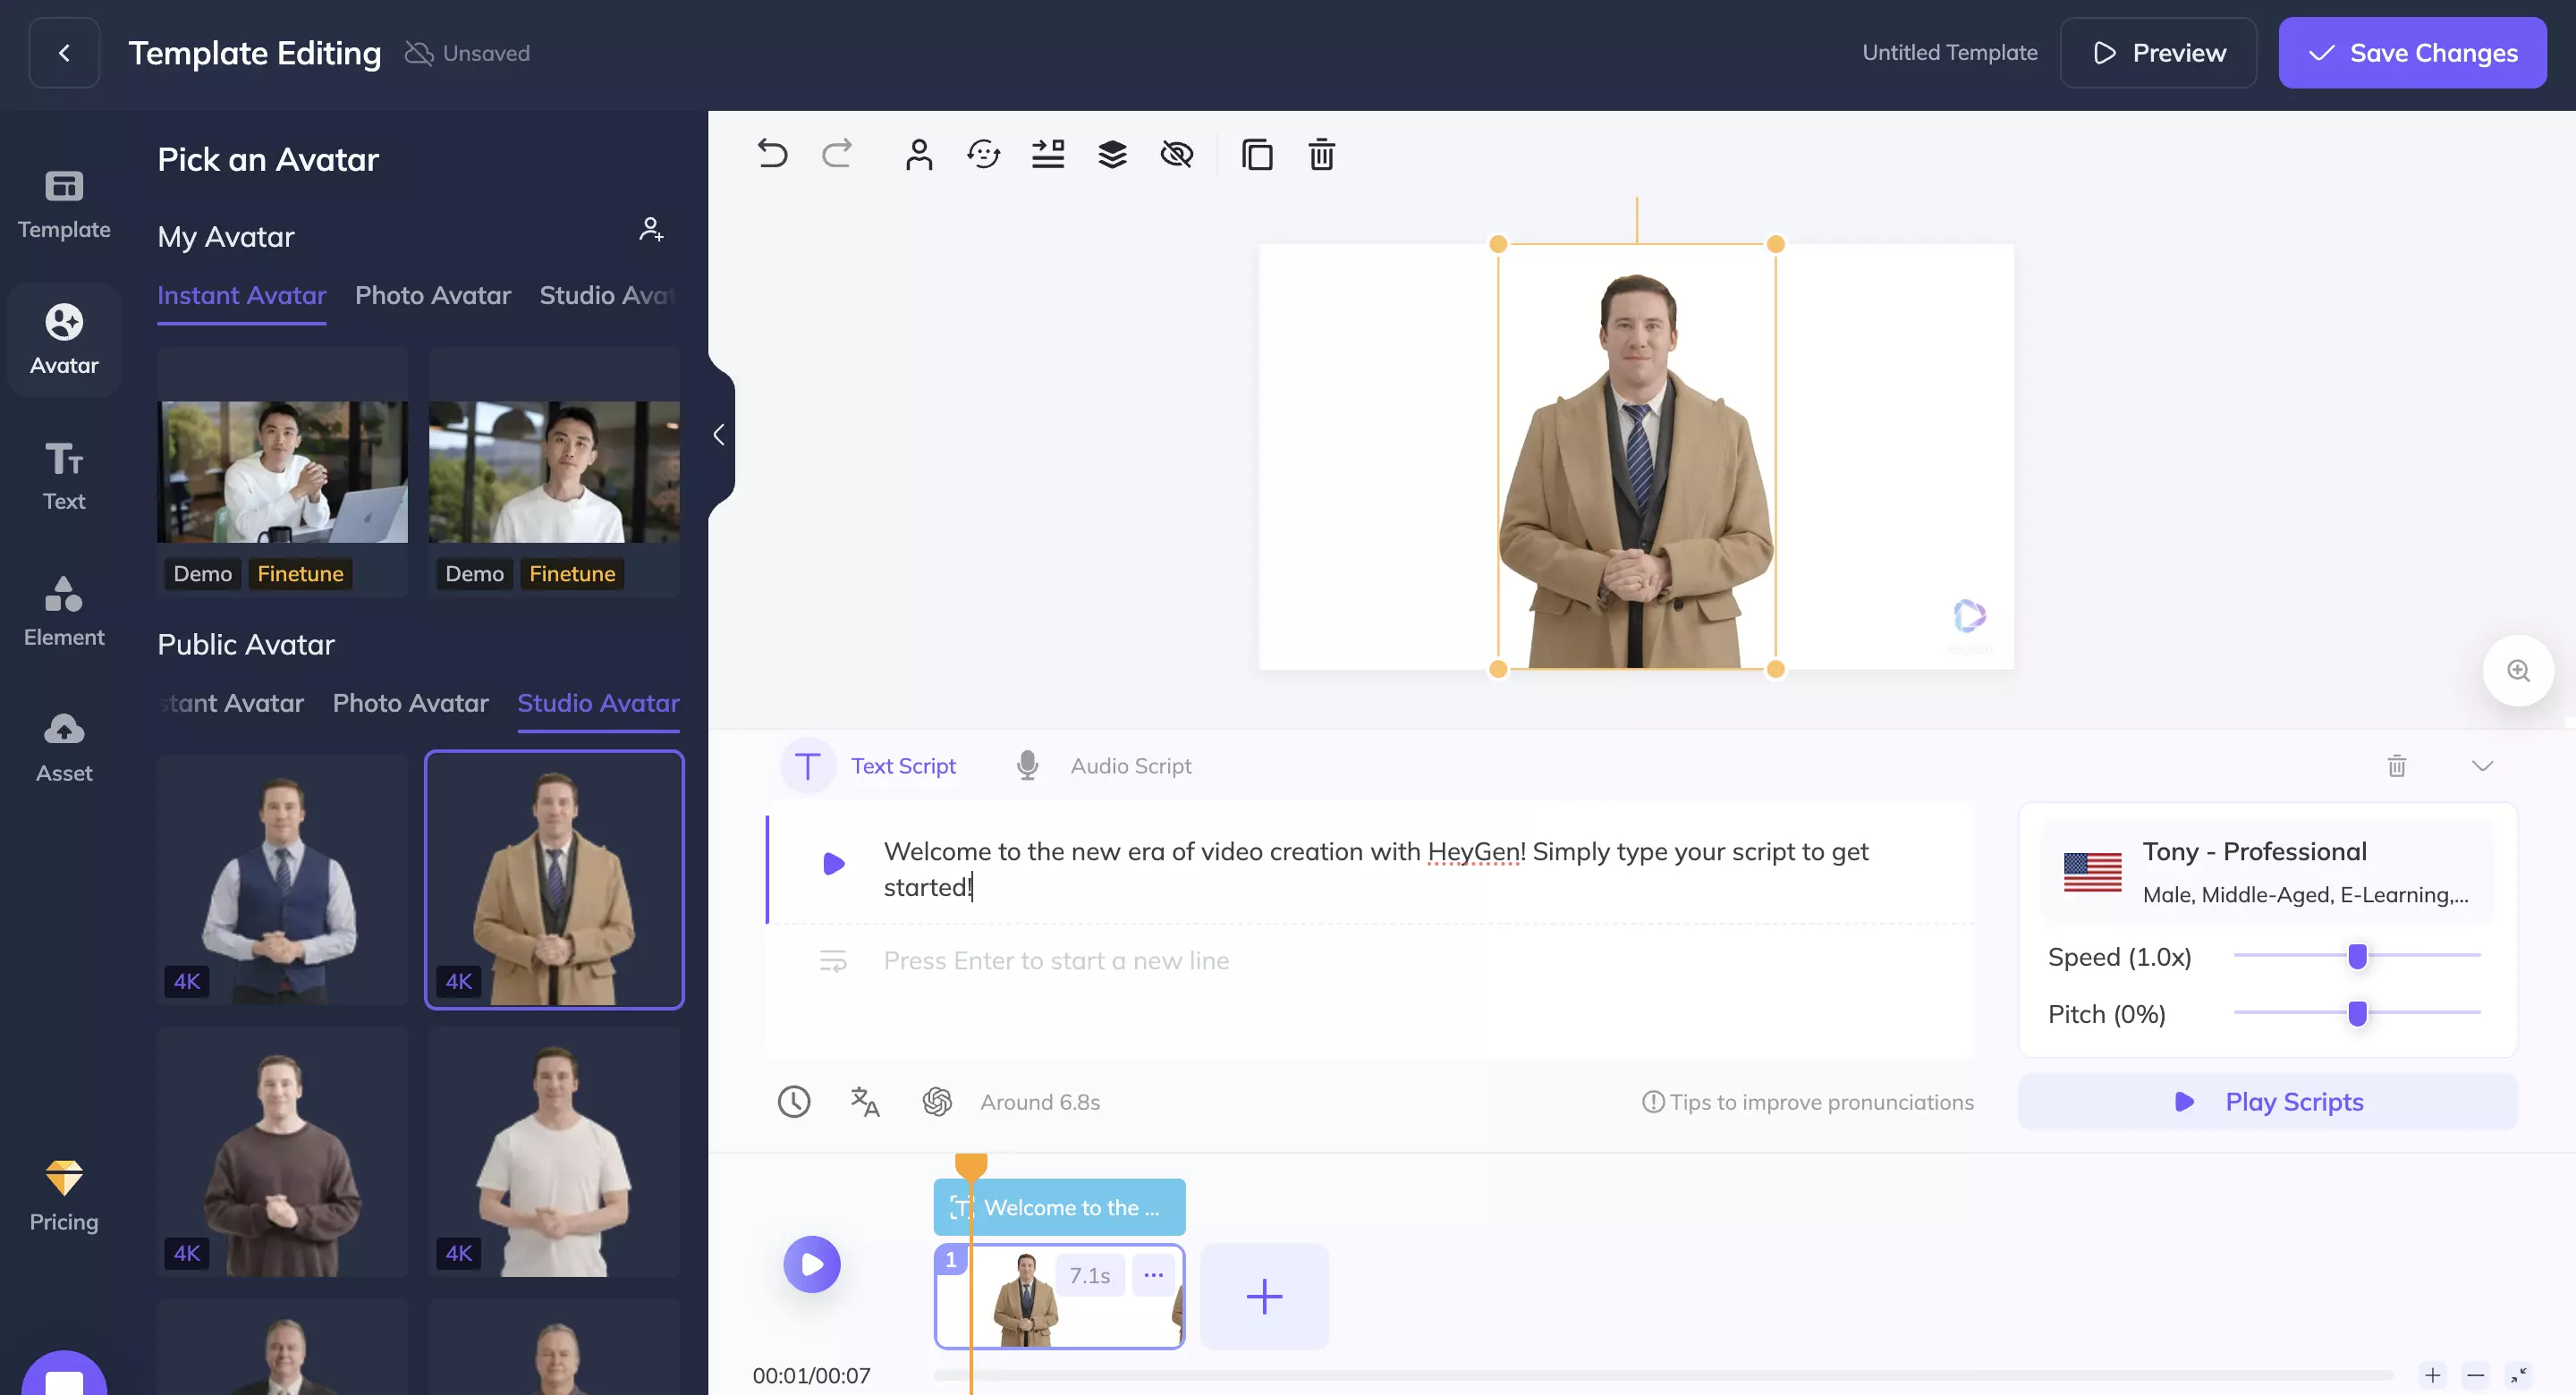 Template Editing
Unsaved
Untitled Template
Preview
Save Changes
Template
Avatar
Text
Element
Asset
Pricing
Pick an Avatar
My Avatar
Instant Avatar
Photo Avatar
Studio Avat
Demo
Finetune
Demo
Finetune
Public Avatar
stant Avatar
Photo Avatar
Studio Avatar
4K
4K
4K
4K
Text Script
Audio Script
Welcome to the new era of video creation with HeyGen! Simply type your script to get
started!
Press Enter to start a new line
Around 6.8s
Tips to improve pronunciations
Tony - Professional
Male, Middle-Aged, E-Learning,...
Speed (1.0x)
Pitch (0%)
Play Scripts
Welcome to the ...
1
7.1s
00:01/00:07